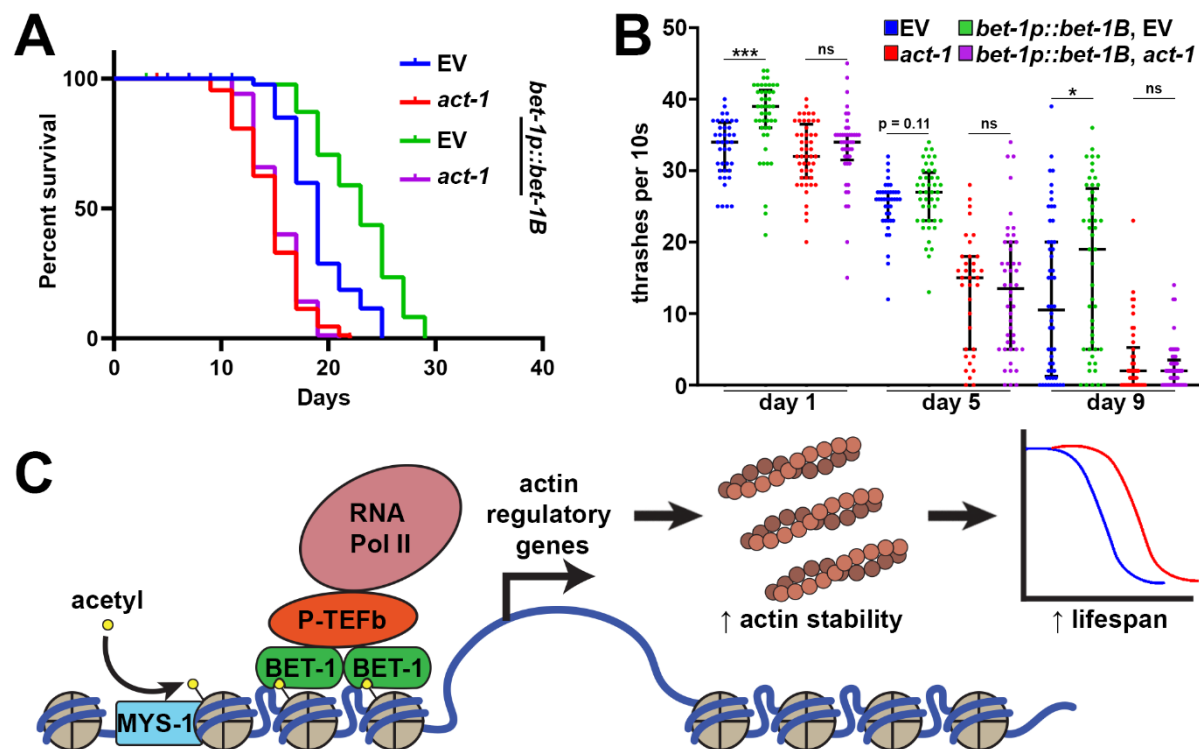 A
Percent survival
100
50
0
0 10 20 30 40
Days
EV
act-1
EV
act-1
bet-1p::bet-1B
B
EV bet-1p::bet-1B, EV
act-1 bet-1p::bet-1B, act-1
thrashes per 10s
50
40
30
20
10
0
*** ns
p = 0.11 ns
* ns
day 1 day 5 day 9
C
acetyl
MYS-1
RNA
Pol II
P-TEFb
BET-1 BET-1
actin
regulatory
genes
↑ actin stability
↑ lifespan